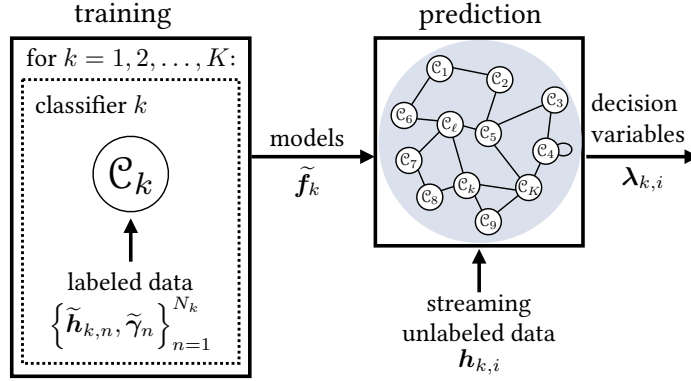 training
for k = 1, 2, . . . , K:
classifier k
𝒞_k
labeled data
{h̃_{k,n}, γ̃_n}_{n=1}^{N_k}
models
f̃_k
prediction
𝒞_1
𝒞_2
𝒞_3
𝒞_6
𝒞_ℓ
𝒞_5
𝒞_4
𝒞_7
𝒞_8
𝒞_k
𝒞_K
𝒞_9
streaming
unlabeled data
h_{k,i}
decision
variables
λ_{k,i}